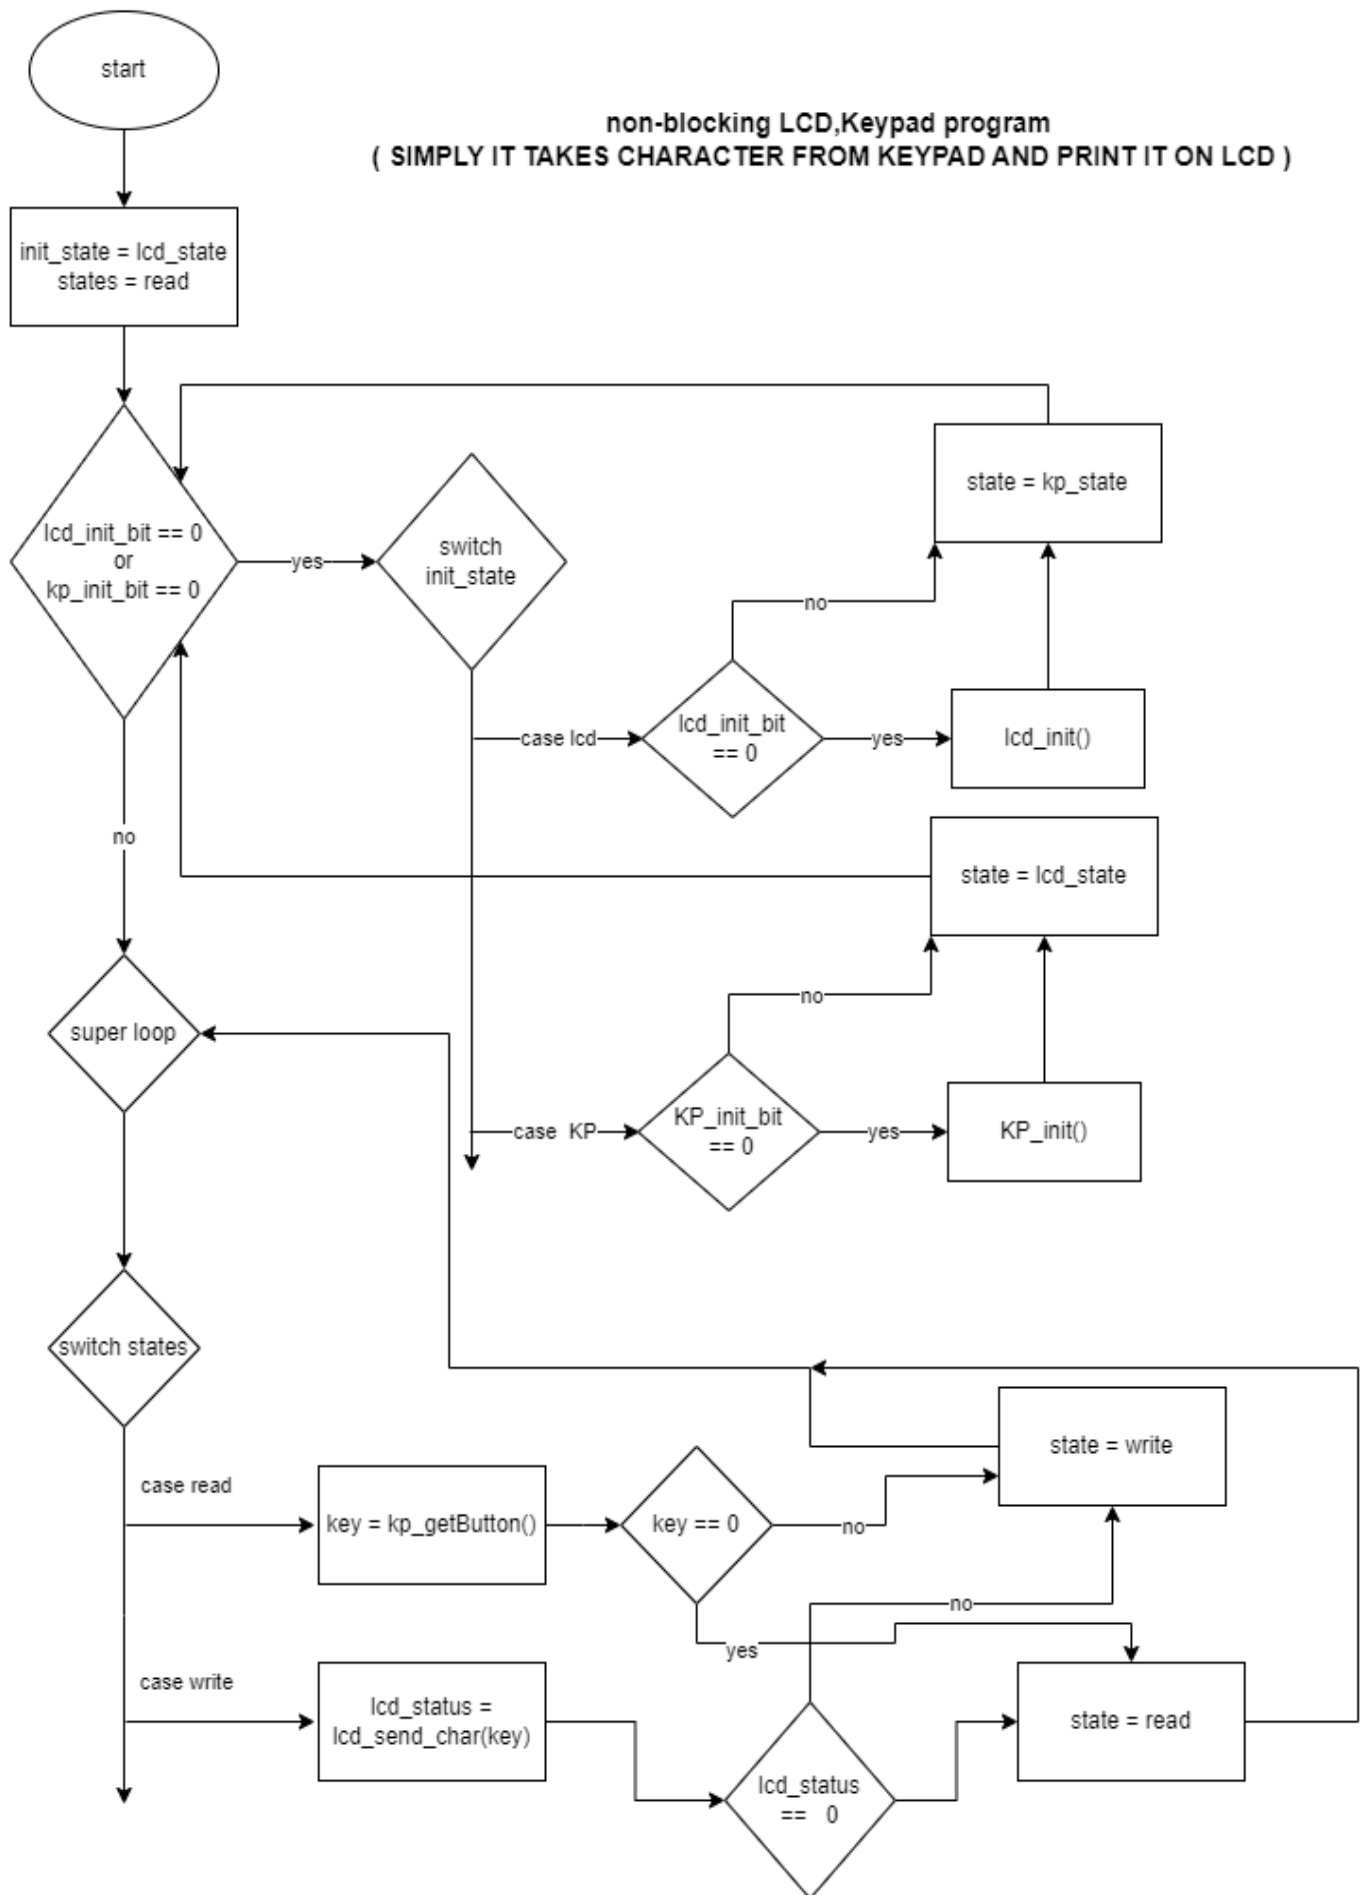 start
non-blocking LCD,Keypad program
( SIMPLY IT TAKES CHARACTER FROM KEYPAD AND PRINT IT ON LCD )
init_state = lcd_state
states = read
lcd_init_bit == 0
or
kp_init_bit == 0
yes
switch
init_state
state = kp_state
no
case lcd
lcd_init_bit
== 0
yes
lcd_init()
no
state = lcd_state
no
super loop
case KP
KP_init_bit
== 0
yes
KP_init()
switch states
case read
key = kp_getButton()
key == 0
no
state = write
yes
no
case write
lcd_status =
lcd_send_char(key)
lcd_status
== 0
state = read